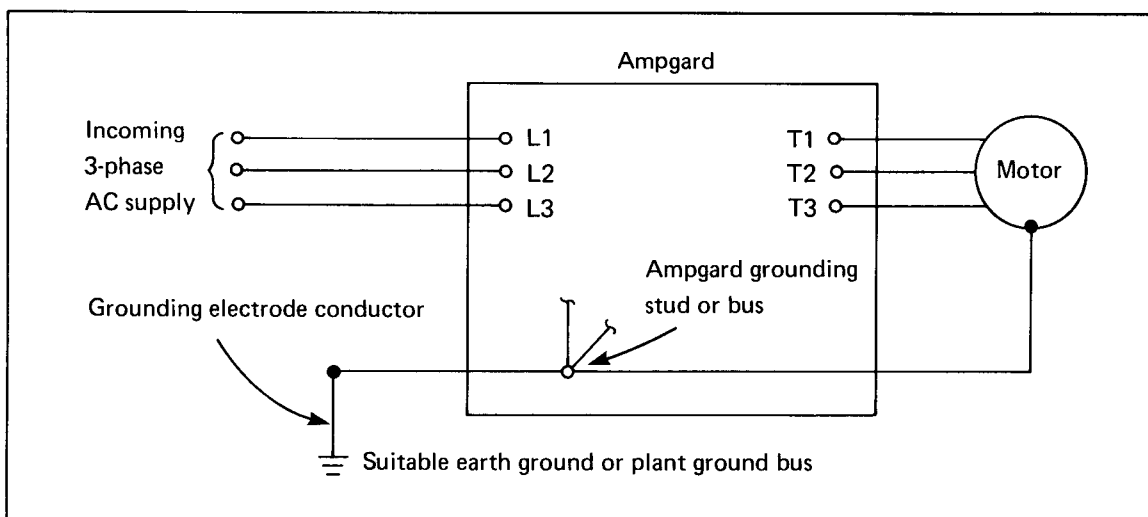 Ampgard
Incoming
3-phase
AC supply
L1
L2
L3
T1
T2
T3
Motor
Ampgard grounding
stud or bus
Grounding electrode conductor
Suitable earth ground or plant ground bus